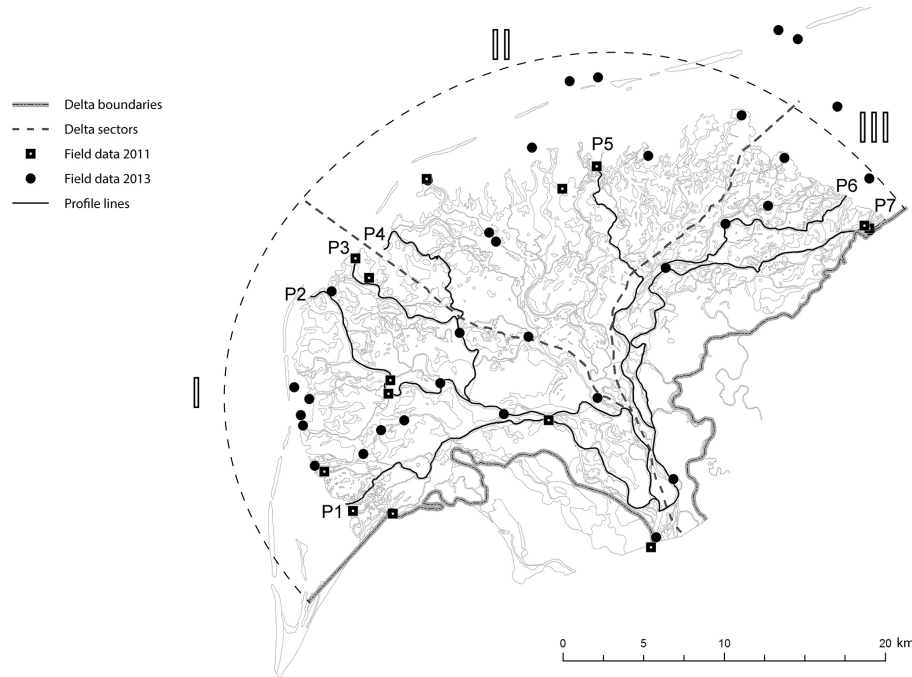 II
Delta boundaries
Delta sectors
Field data 2011
Field data 2013
Profile lines
III
P5
P6
P7
P4
P3
P2
I
P1
0 5 10 20 km